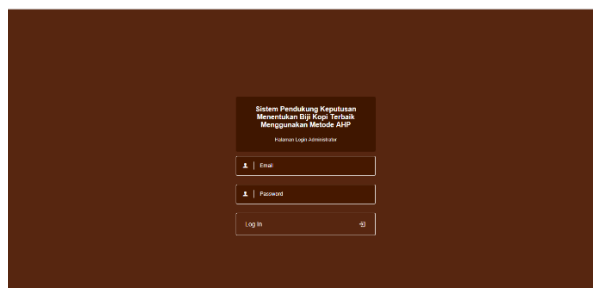 Sistem Pendukung Keputusan
Menentukan Biji Kopi Terbaik
Menggunakan Metode AHP
Halaman Login Administrator
Email
Password
Log In